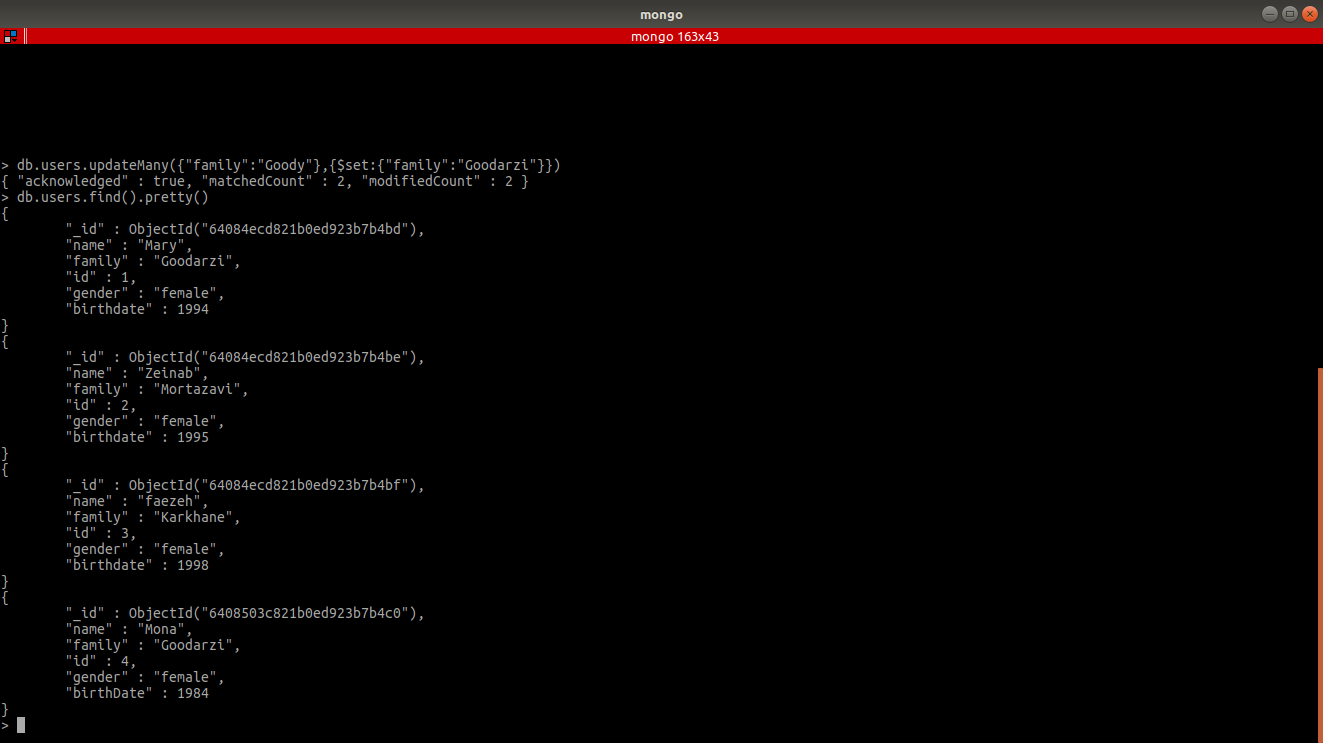 mongo
mongo 163x43
> db.users.updateMany({"family":"Goody"},{$set:{"family":"Goodarzi"}})
{ "acknowledged" : true, "matchedCount" : 2, "modifiedCount" : 2 }
> db.users.find().pretty()
{
        "_id" : ObjectId("64084ecd821b0ed923b7b4bd"),
        "name" : "Mary",
        "family" : "Goodarzi",
        "id" : 1,
        "gender" : "female",
        "birthdate" : 1994
}
{
        "_id" : ObjectId("64084ecd821b0ed923b7b4be"),
        "name" : "Zeinab",
        "family" : "Mortazavi",
        "id" : 2,
        "gender" : "female",
        "birthdate" : 1995
}
{
        "_id" : ObjectId("64084ecd821b0ed923b7b4bf"),
        "name" : "faezeh",
        "family" : "Karkhane",
        "id" : 3,
        "gender" : "female",
        "birthdate" : 1998
}
{
        "_id" : ObjectId("6408503c821b0ed923b7b4c0"),
        "name" : "Mona",
        "family" : "Goodarzi",
        "id" : 4,
        "gender" : "female",
        "birthDate" : 1984
}
>